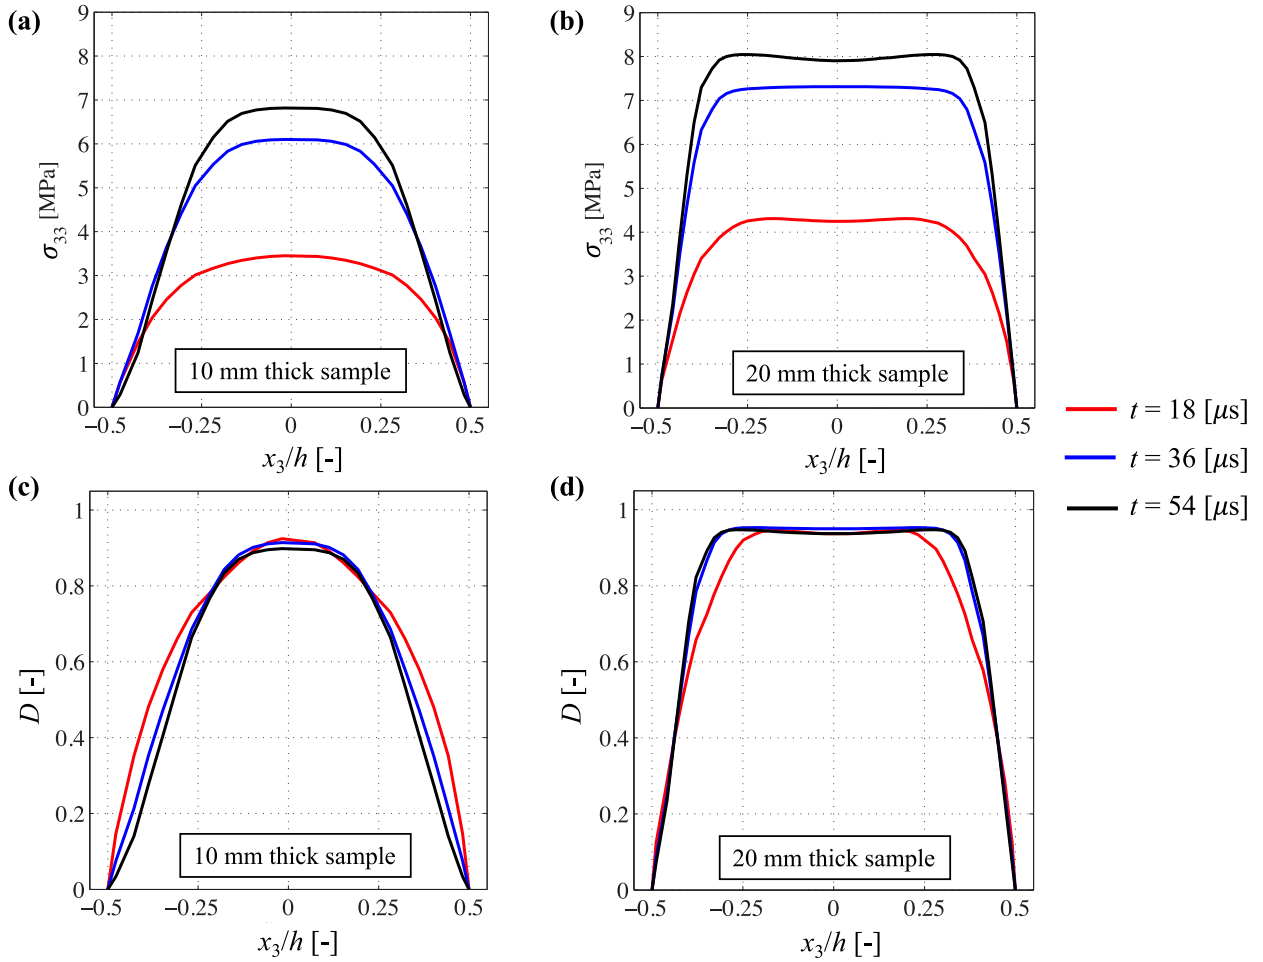 (a)
9
8
7
6
5
4
3
2
1
0
σ33 [MPa]
10 mm thick sample
−0.5
−0.25
0
0.25
0.5
x3/h [-]
(b)
9
8
7
6
5
4
3
2
1
0
σ33 [MPa]
20 mm thick sample
−0.5
−0.25
0
0.25
0.5
x3/h [-]
t = 18 [μs]
t = 36 [μs]
t = 54 [μs]
(c)
1
0.8
0.6
0.4
0.2
0
D [-]
10 mm thick sample
−0.5
−0.25
0
0.25
0.5
x3/h [-]
(d)
1
0.8
0.6
0.4
0.2
0
D [-]
20 mm thick sample
−0.5
−0.25
0
0.25
0.5
x3/h [-]